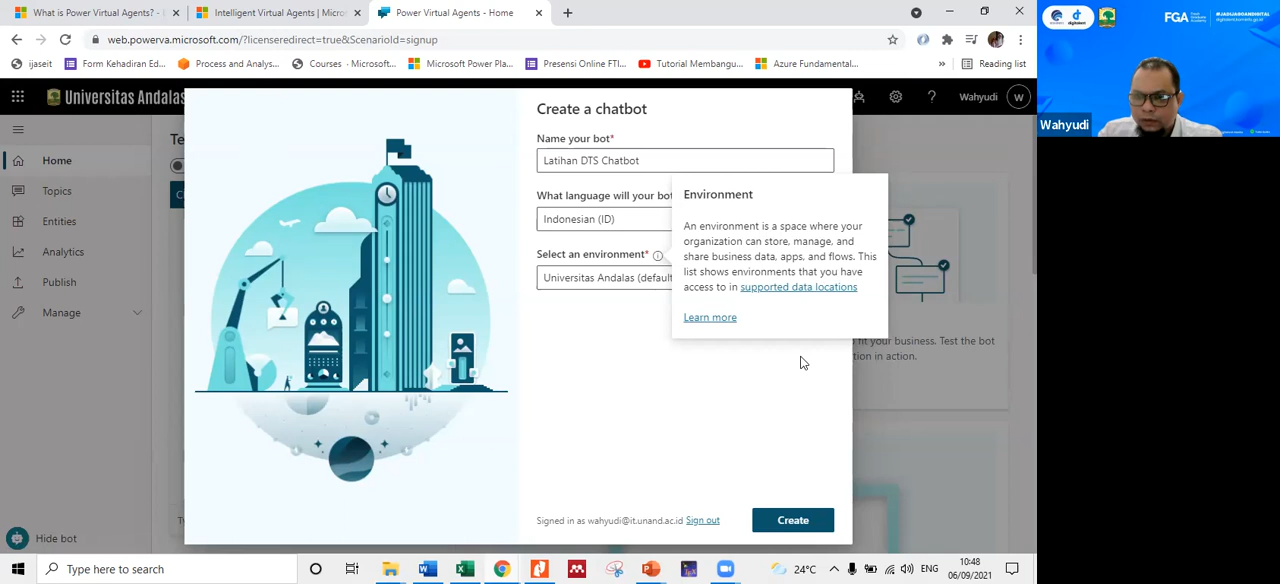 What is Power Virtual Agents? -
Intelligent Virtual Agents | Micro
Power Virtual Agents - Home
web.powerva.microsoft.com/?licenseredirect=true&ScenarioId=signup
ijaseit
Form Kehadiran Ed...
Process and Analys...
Courses · Microsoft...
Microsoft Power Pla...
Presensi Online FTI...
Tutorial Membangu...
Azure Fundamental...
»
Reading list
FGA
#JADIJAGOANDIGITAL
Wahyudi
Universitas Andalas
?
Wahyudi
W
Home
Topics
Entities
Analytics
Publish
Manage
Hide bot
Create a chatbot
Name your bot*
Latihan DTS Chatbot
What language will your bot
Indonesian (ID)
Select an environment*
Universitas Andalas (default
Environment
An environment is a space where your
organization can store, manage, and
share business data, apps, and flows. This
list shows environments that you have
access to in supported data locations
Learn more
fit your business. Test the bot
tion in action.
Signed in as wahyudi@it.unand.ac.id Sign out
Create
Type here to search
24°C
ENG
10:48
06/09/2021